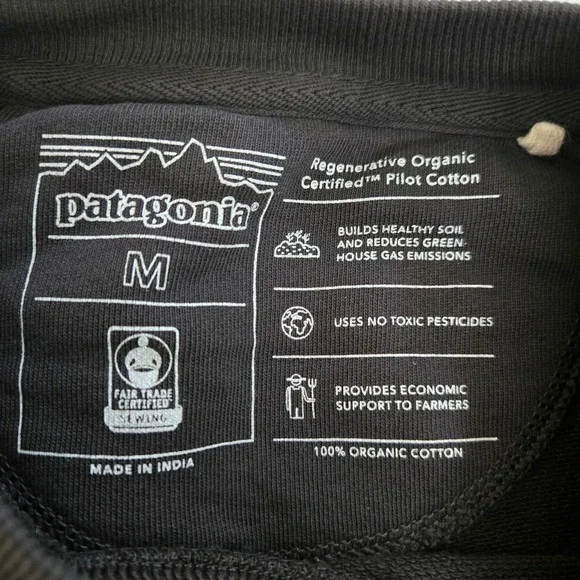 patagonia®
M
FAIR TRADE
CERTIFIED™
SEWING
MADE IN INDIA
Regenerative Organic
Certified™ Pilot Cotton
BUILDS HEALTHY SOIL
AND REDUCES GREEN-
HOUSE GAS EMISSIONS
USES NO TOXIC PESTICIDES
PROVIDES ECONOMIC
SUPPORT TO FARMERS
100% ORGANIC COTTON